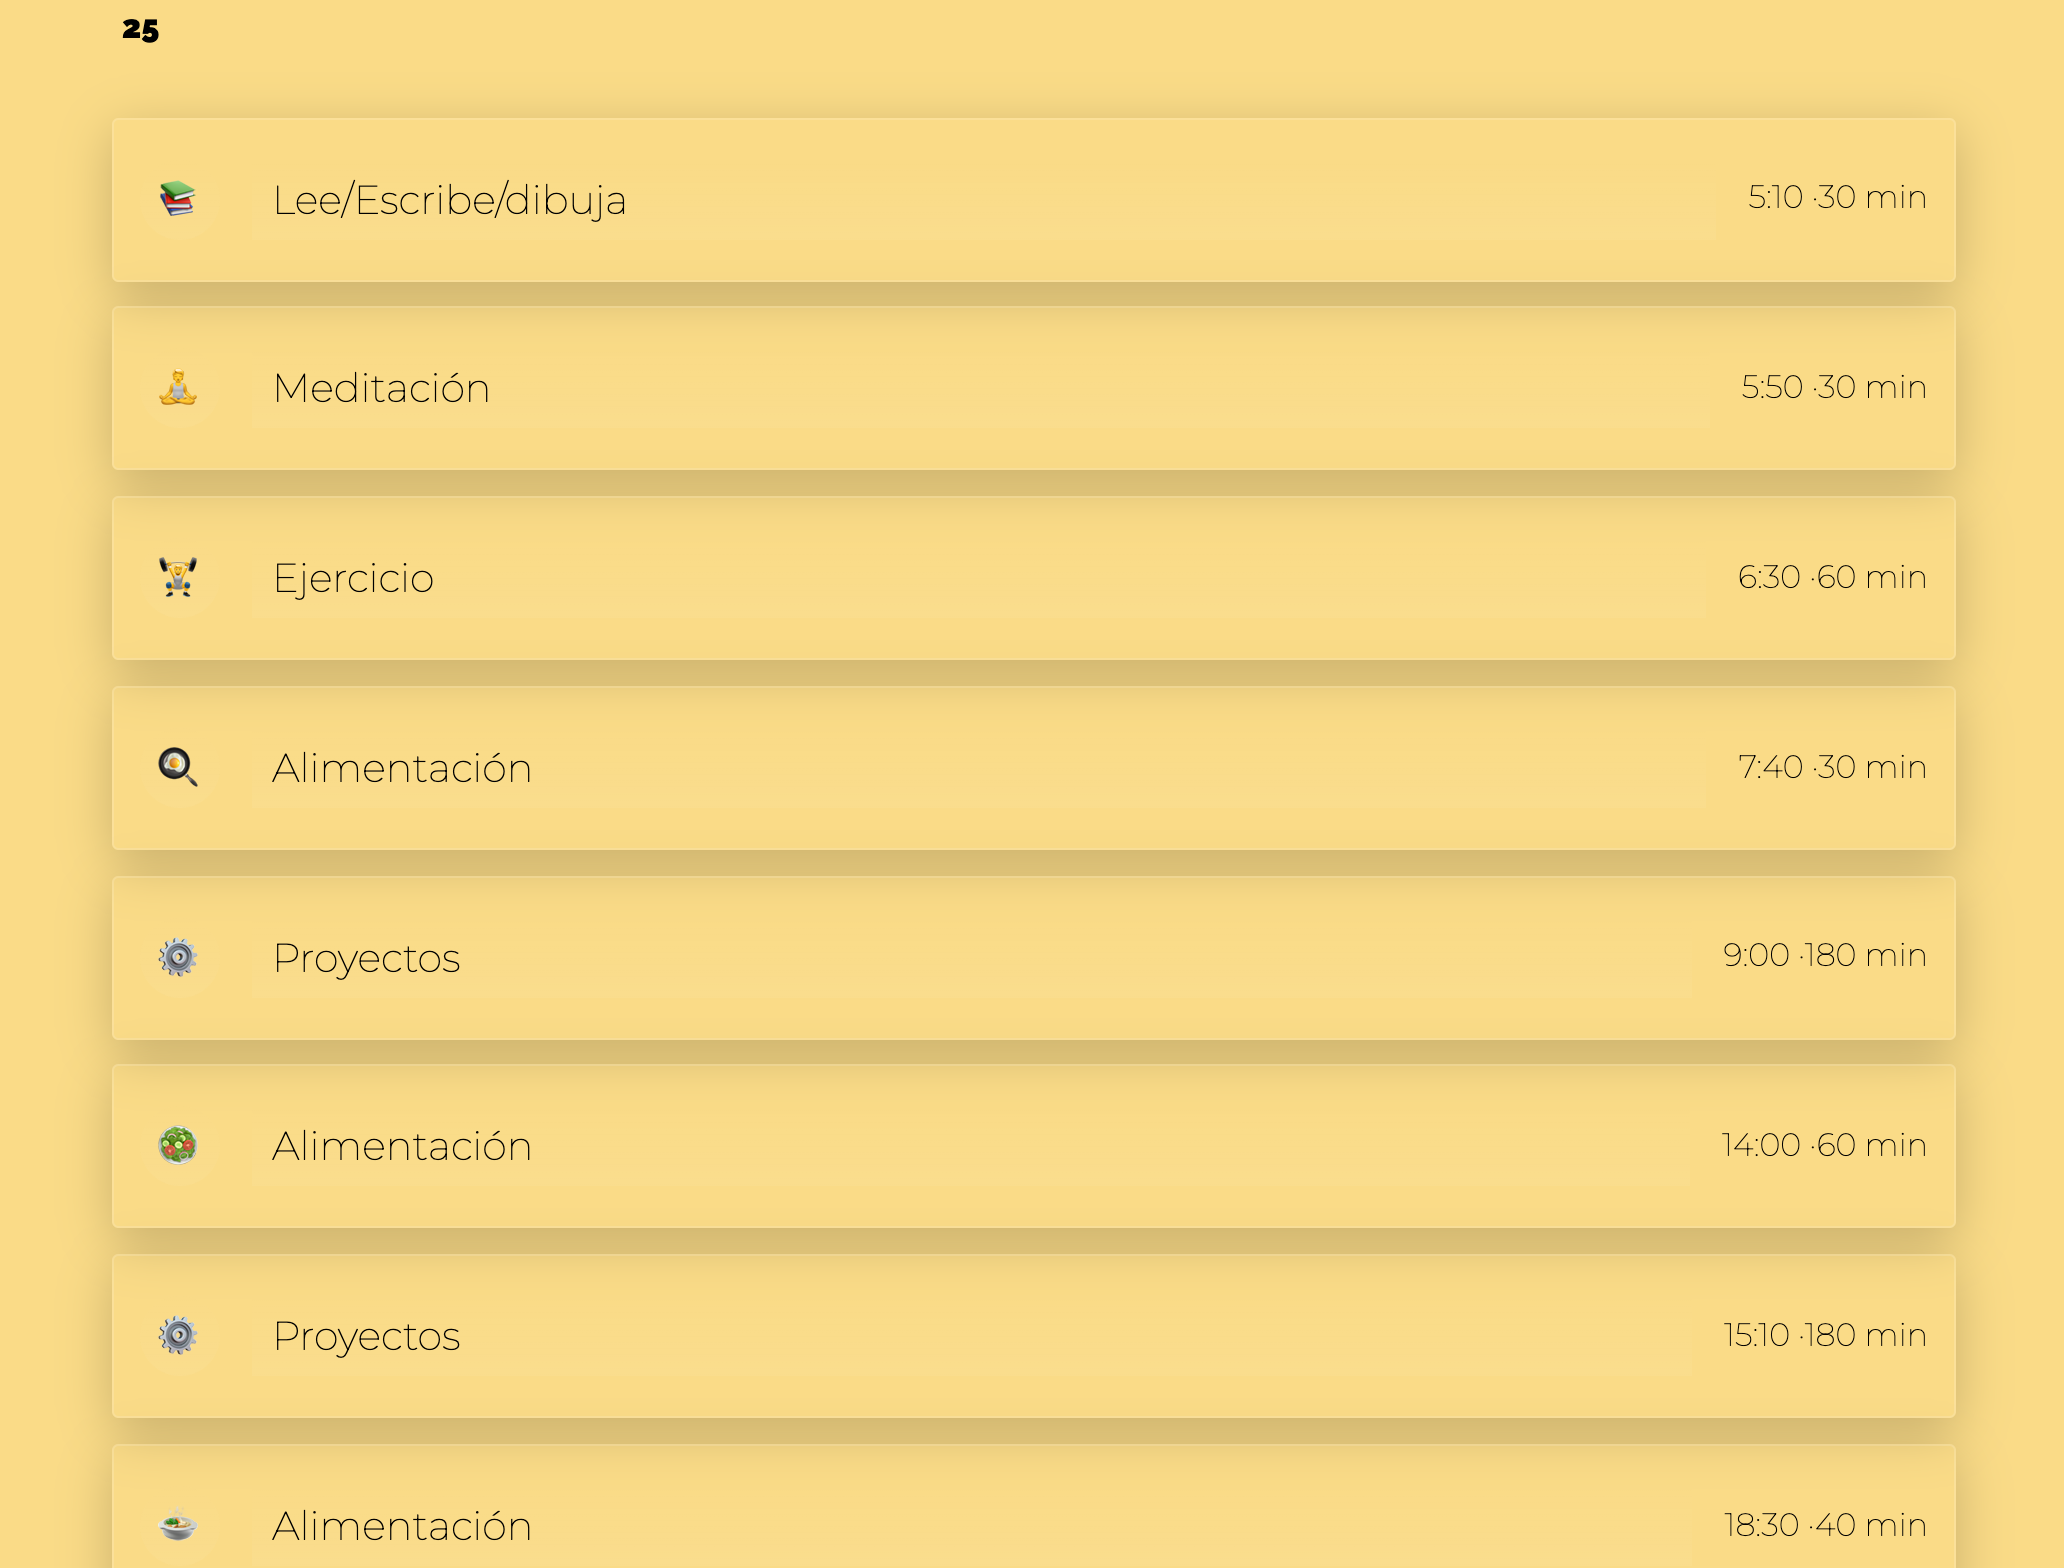 25
Lee/Escribe/dibuja
5:10 ·30 min
Meditación
5:50 ·30 min
Ejercicio
6:30 ·60 min
Alimentación
7:40 ·30 min
Proyectos
9:00 ·180 min
Alimentación
14:00 ·60 min
Proyectos
15:10 ·180 min
Alimentación
18:30 ·40 min